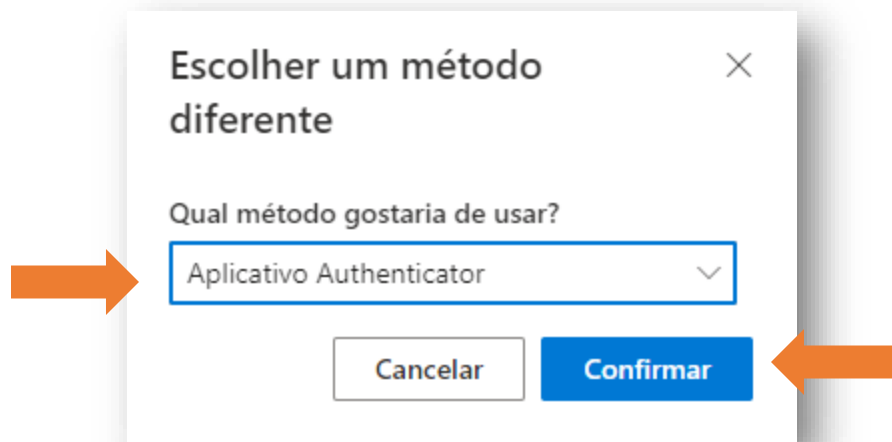 Escolher um método
diferente
Qual método gostaria de usar?
Aplicativo Authenticator
Cancelar
Confirmar